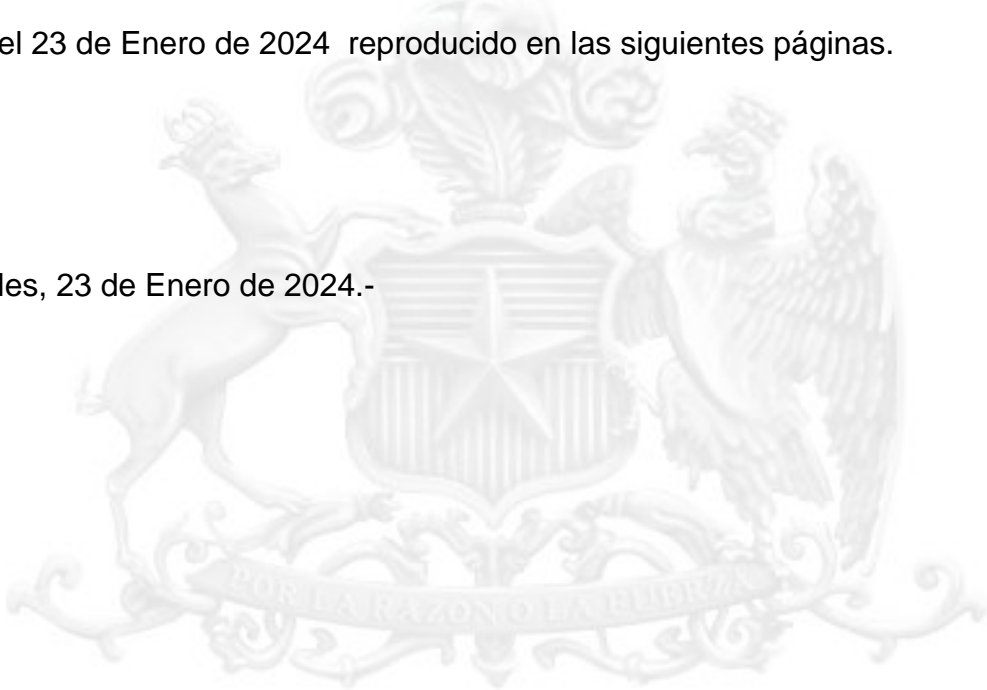 el 23 de Enero de 2024 reproducido en las siguientes páginas.
les, 23 de Enero de 2024.-
POR LA RAZON O LA FUERZA